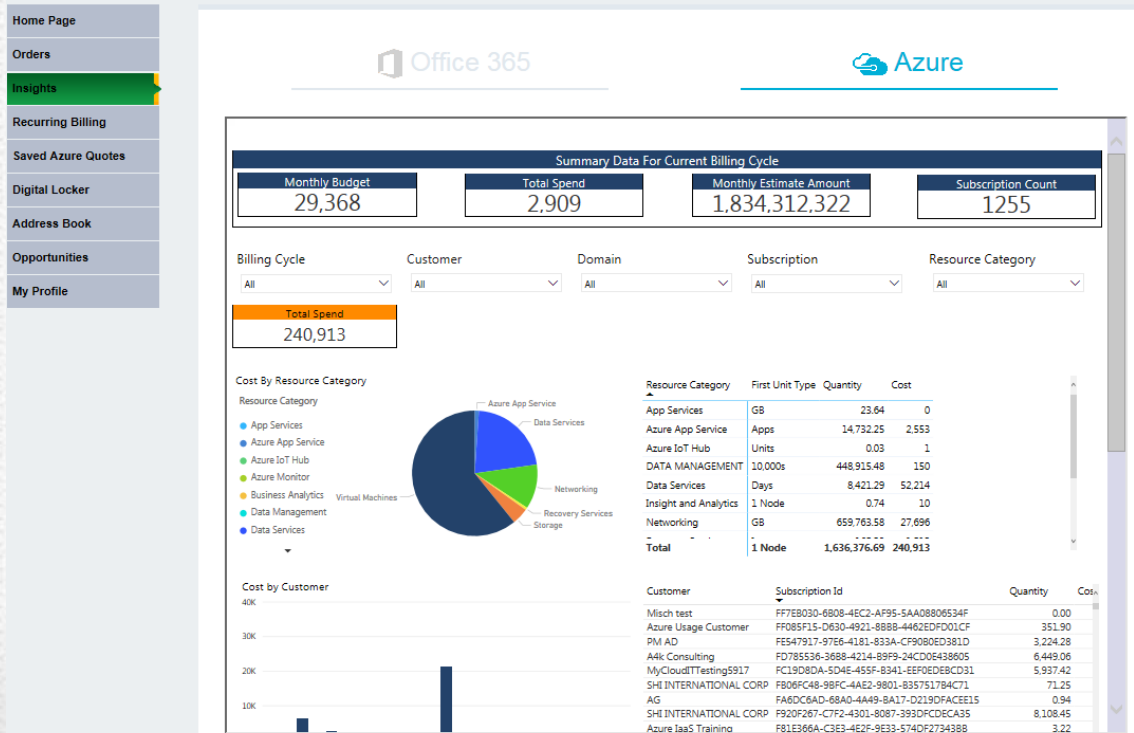 Home Page
Orders
Insights
Recurring Billing
Saved Azure Quotes
Digital Locker
Address Book
Opportunities
My Profile
Office 365
Azure
Summary Data For Current Billing Cycle
Monthly Budget Total Spend Monthly Estimate Amount Subscription Count
29,368 2,909 1,834,312,322 1255
Billing Cycle Customer Domain Subscription Resource Category
All All All All All
Total Spend
240,913
Cost By Resource Category
Resource Category
App Services
Azure App Service
Azure IoT Hub
Azure Monitor
Business Analytics
Data Management
Data Services
Azure App Service
Data Services
Networking
Virtual Machines
Recovery Services
Storage
Resource Category First Unit Type Quantity Cost
App Services GB 23.64 0
Azure App Service Apps 14,732.25 2,553
Azure IoT Hub Units 0.03 1
DATA MANAGEMENT 10,000s 448,915.48 150
Data Services Days 8,421.29 52,214
Insight and Analytics 1 Node 0.74 10
Networking GB 659,763.58 27,696
Total 1 Node 1,636,376.69 240,913
Cost by Customer
40K
30K
20K
10K
Customer Subscription Id Quantity
Misch test FF7EB030-6B08-4EC2-AF95-5AA08806534F 0.00
Azure Usage Customer FF085F15-D630-4921-8BBB-4462EDFD01CF 351.90
PM AD FE547917-97E6-4181-833A-CF90B0ED381D 3,224.28
A4k Consulting FD785536-36B8-4214-B9F9-24CD0E438605 6,449.06
MyCloudITTesting5917 FC19D8DA-5D4E-455F-B341-EEF0EDEBCD31 5,937.42
SHI INTERNATIONAL CORP FB06FC48-9BFC-4AE2-9801-B35751784C71 71.25
AG FA6DC6AD-68A0-4A49-BA17-D219DFACEE15 0.94
SHI INTERNATIONAL CORP F920F267-C7F2-4301-8087-393DFCDECA35 8,108.45
Azure IaaS Training F81E366A-C3E3-4E2F-9E33-574DF273438B 3.22